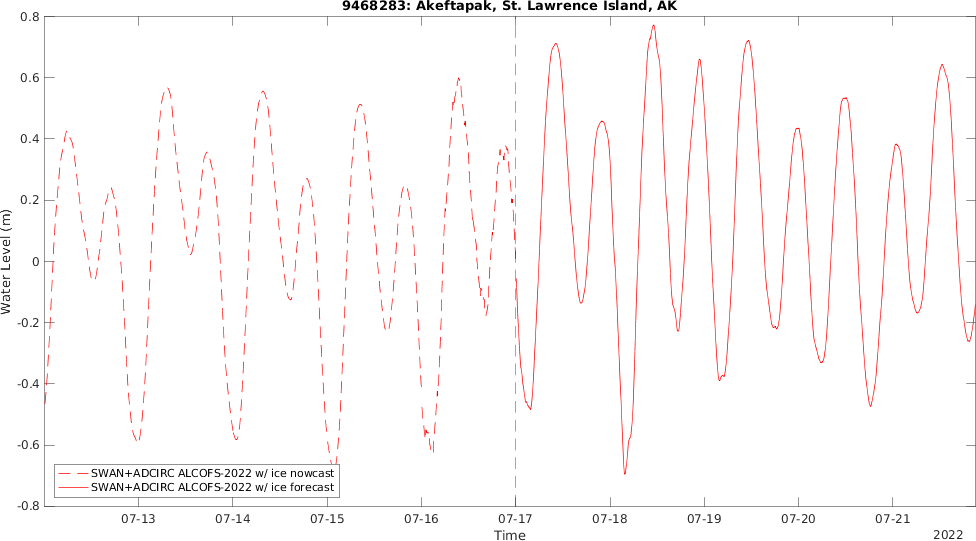 9468283: Akeftapak, St. Lawrence Island, AK
Water Level (m)
0.8
0.6
0.4
0.2
0
-0.2
-0.4
-0.6
-0.8
SWAN+ADCIRC ALCOFS-2022 w/ ice nowcast
SWAN+ADCIRC ALCOFS-2022 w/ ice forecast
07-13 07-14 07-15 07-16 07-17 07-18 07-19 07-20 07-21
Time
2022